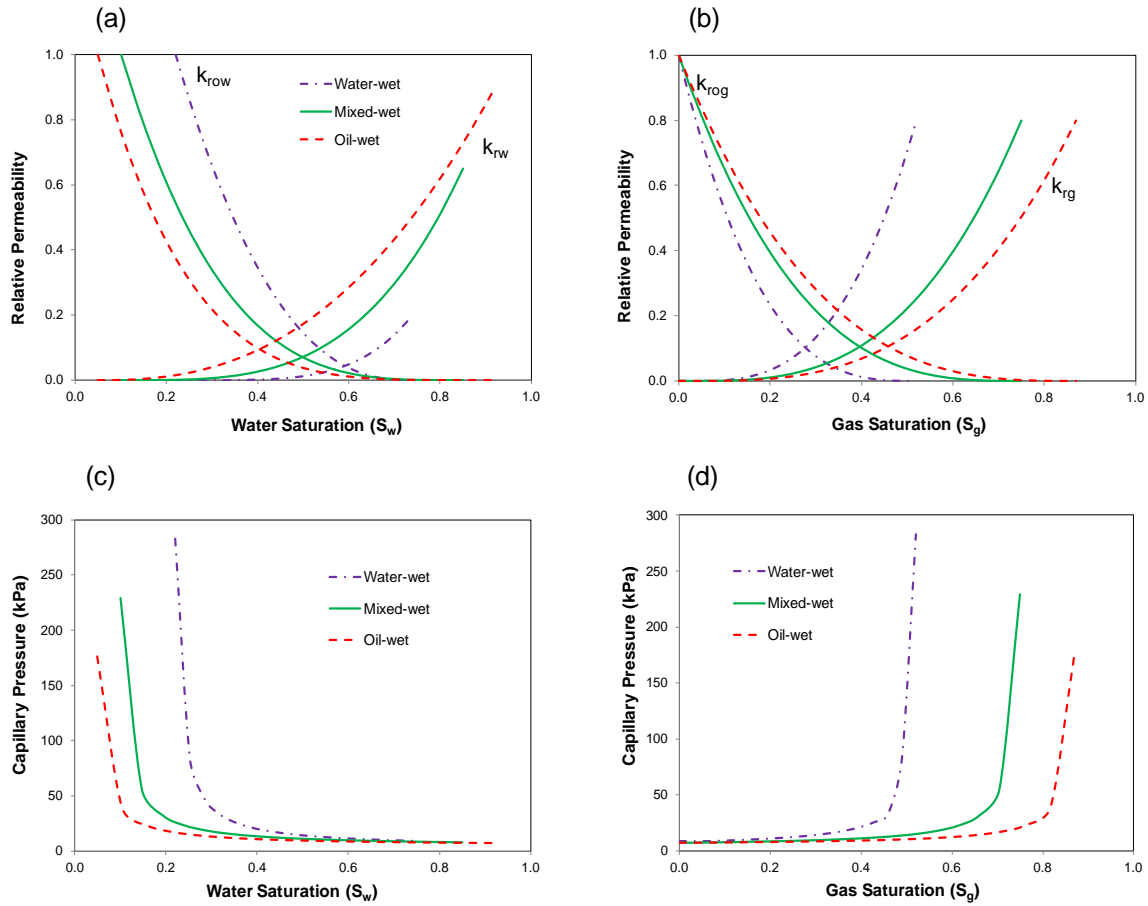 (a)
Relative Permeability
1.0
0.8
0.6
0.4
0.2
0.0
k_row
Water-wet
Mixed-wet
Oil-wet
k_rw
0.0 0.2 0.4 0.6 0.8 1.0
Water Saturation (S_w)
(b)
Relative Permeability
1.0
0.8
0.6
0.4
0.2
0.0
k_rog
k_rg
0.0 0.2 0.4 0.6 0.8 1.0
Gas Saturation (S_g)
(c)
Capillary Pressure (kPa)
300
250
200
150
100
50
0
Water-wet
Mixed-wet
Oil-wet
0.0 0.2 0.4 0.6 0.8 1.0
Water Saturation (S_w)
(d)
Capillary Pressure (kPa)
300
250
200
150
100
50
0
Water-wet
Mixed-wet
Oil-wet
0.0 0.2 0.4 0.6 0.8 1.0
Gas Saturation (S_g)